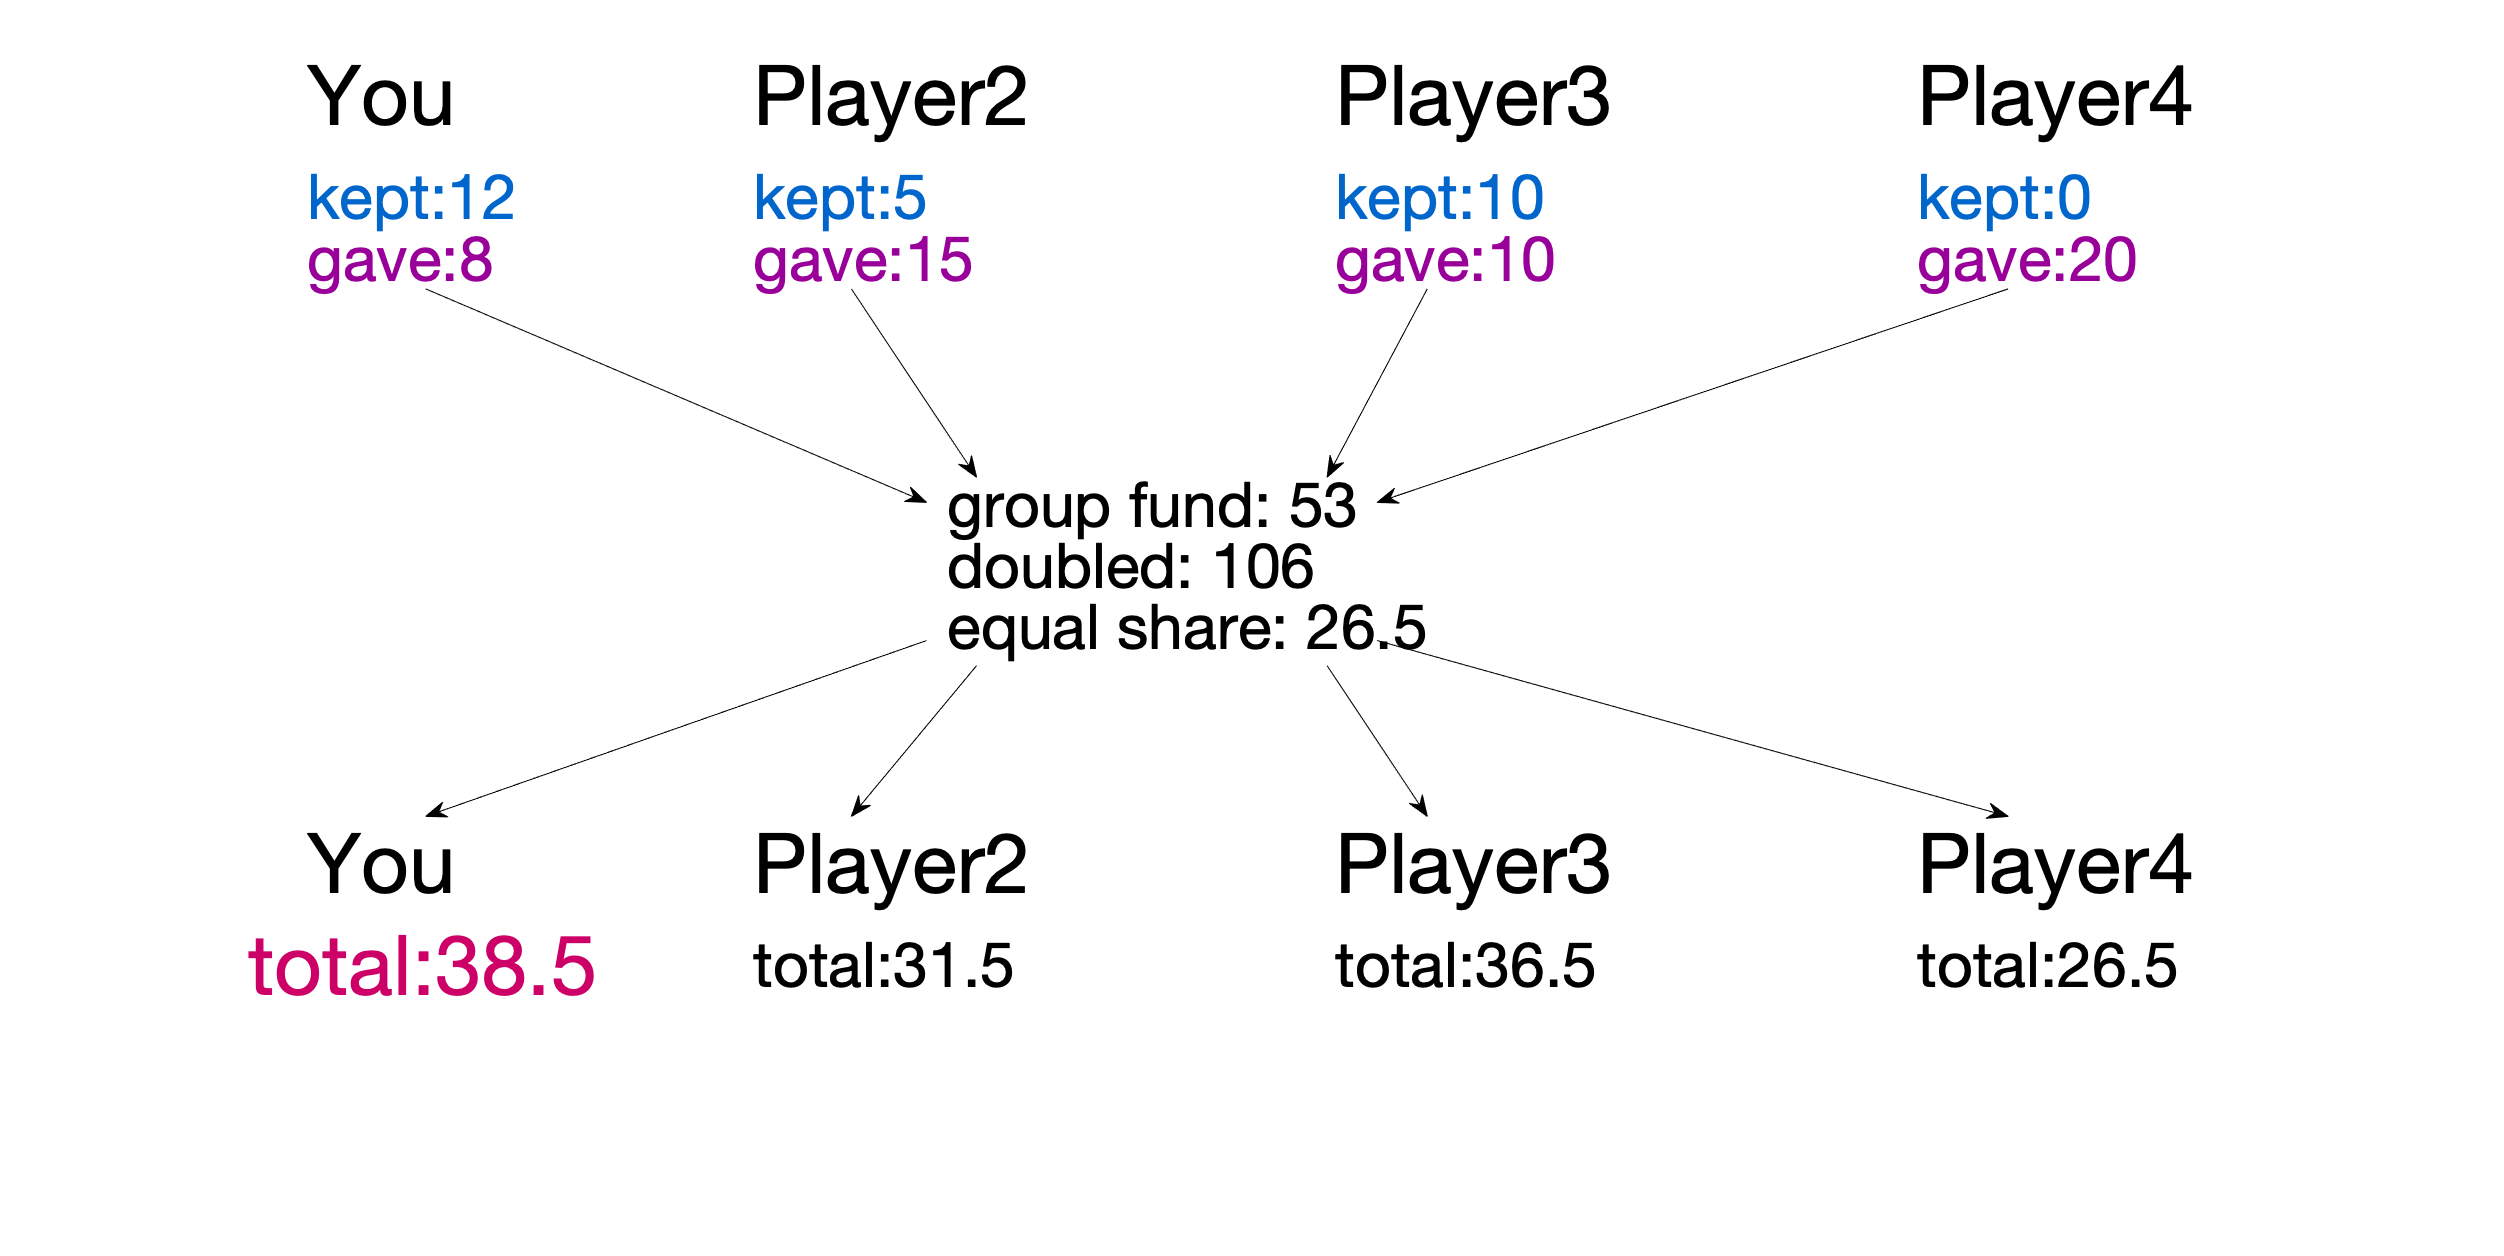 You Player2 Player3 Player4
kept:12 kept:5 kept:10 kept:0
gave:8 gave:15 gave:10 gave:20
group fund: 53
doubled: 106
equal share: 26.5
You Player2 Player3 Player4
total:38.5 total:31.5 total:36.5 total:26.5